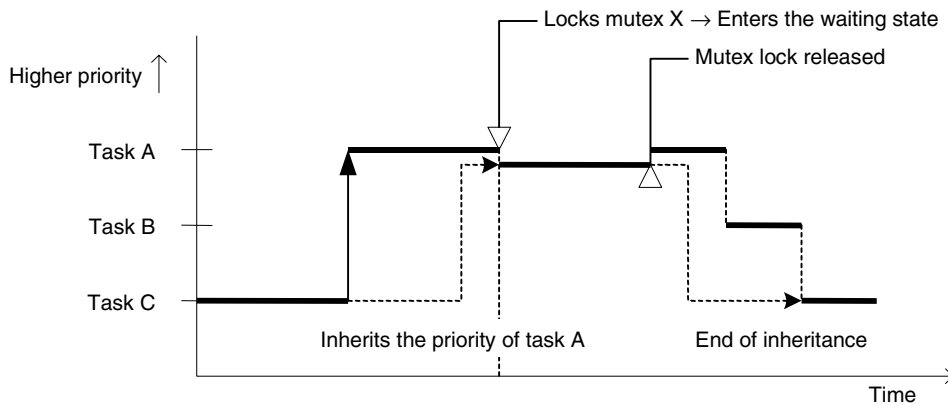 Locks mutex X → Enters the waiting state
Higher priority
Mutex lock released
Task A
Task B
Task C
Inherits the priority of task A
End of inheritance
Time